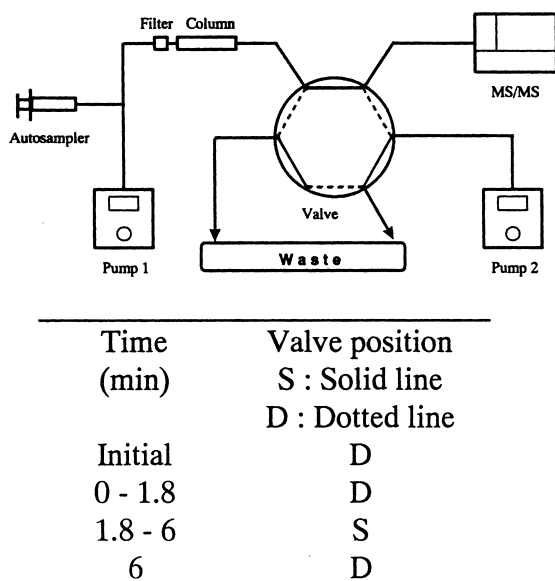 Filter Column
MS/MS
Autosampler
Valve
Pump 1
Waste
Pump 2
Time Valve position
(min) S : Solid line
D : Dotted line
Initial D
0 - 1.8 D
1.8 - 6 S
6 D